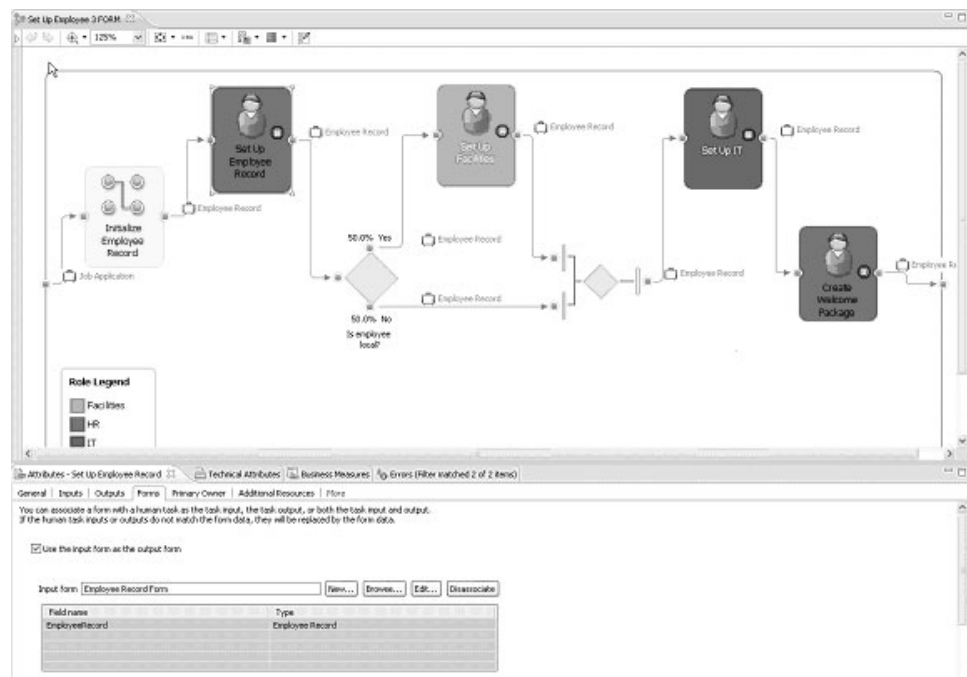 Set Up Employee 3 FORM
125%
Set Up
Employee
Record
Employee Record
Set Up
Facilities
Employee Record
Set Up IT
Employee Record
Initialize
Employee
Record
Employee Record
Job Application
50.0% Yes
Employee Record
Employee Record
50.0% No
Is employee
local?
Employee Record
Create
Welcome
Package
Employee Re
Role Legend
Facilities
HR
IT
Attributes - Set Up Employee Record
Technical Attributes
Business Measures
Errors (Filter matched 2 of 2 items)
General
Inputs
Outputs
Forms
Primary Owner
Additional Resources
More
You can associate a form with a human task as the task input, the task output, or both the task input and output.
If the human task inputs or outputs do not match the form data, they will be replaced by the form data.
Use the input form as the output form
Input form
Employee Record Form
New...
Browse...
Edit...
Disassociate
Field name
Type
EmployeeRecord
Employee Record